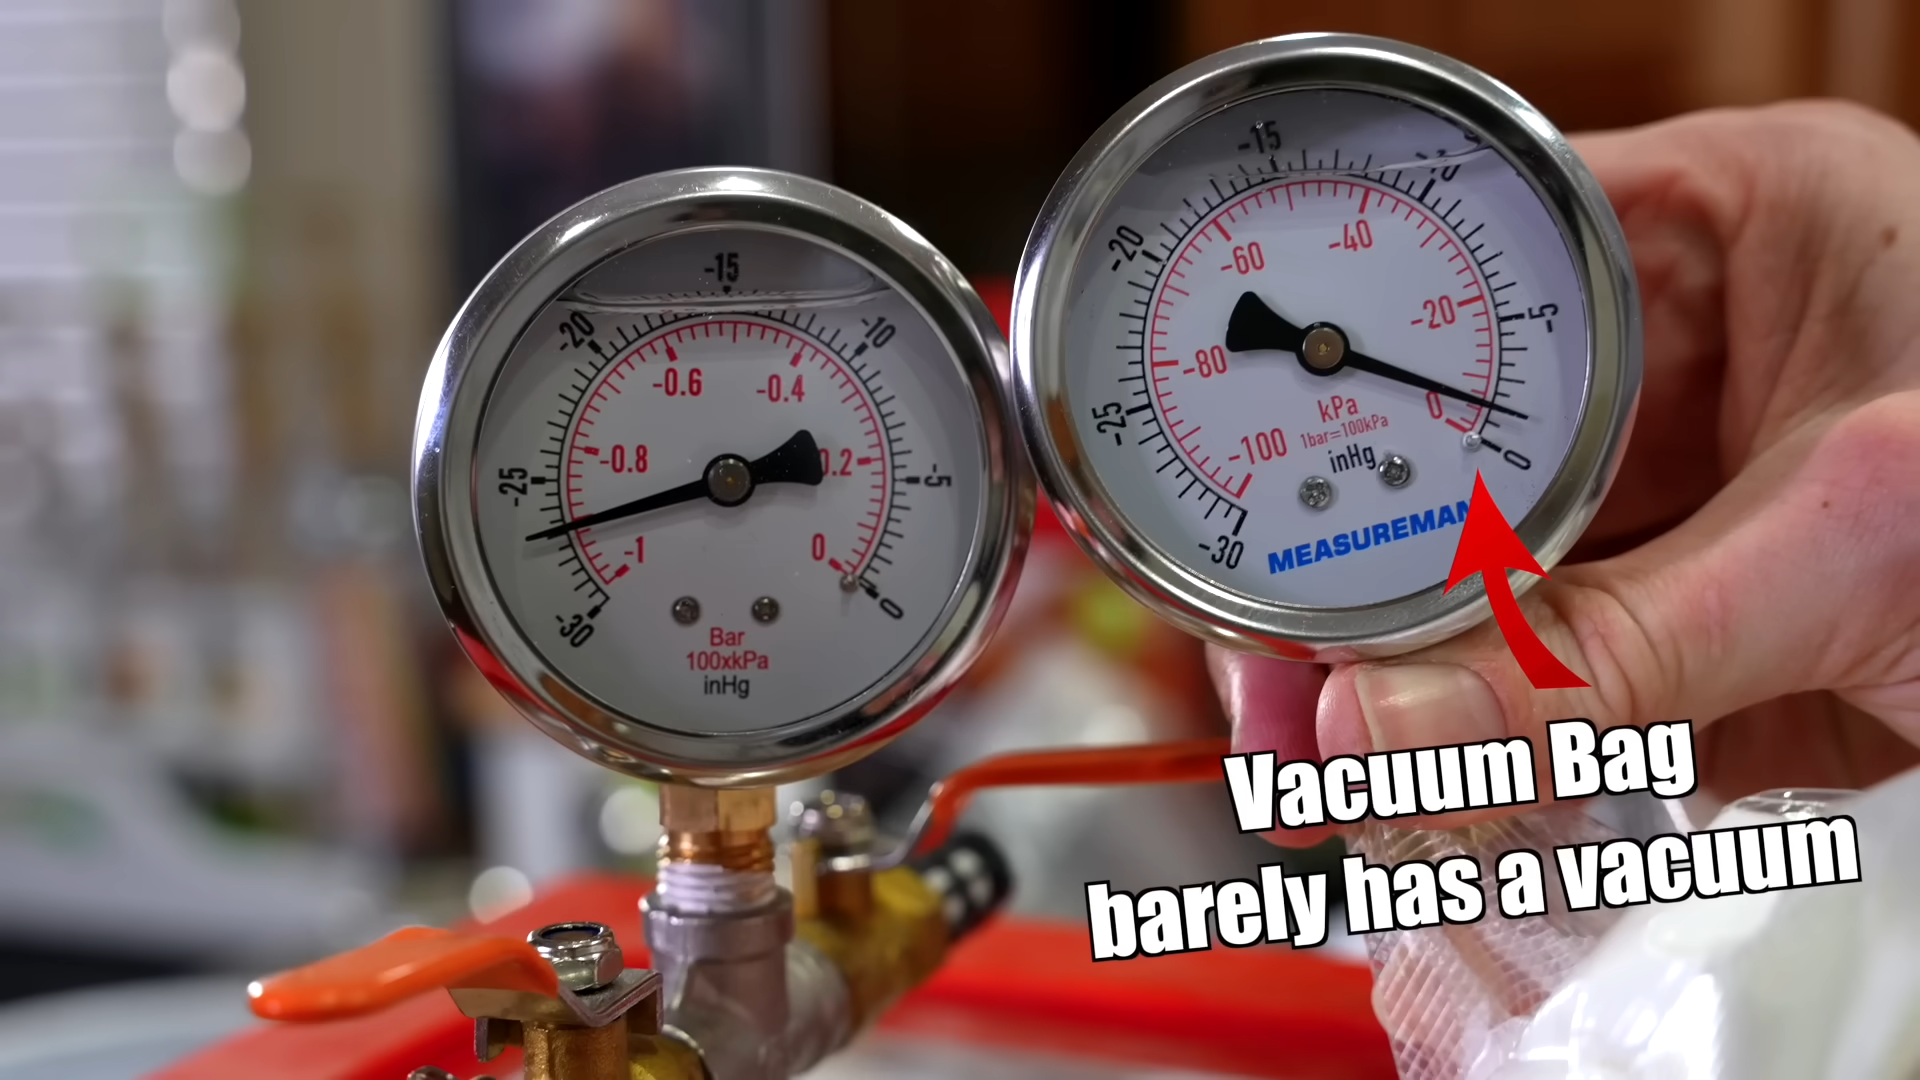 -15
-20
-10
-0.6
-0.4
-25
-0.8
0.2
-5
-1
0
-30
0
Bar
100xkPa
inHg
-15
-10
-20
-60
-40
-20
-5
-80
0
kPa
1bar=100kPa
-25
-100
inHg
0
-30
MEASUREMAN
Vacuum Bag
barely has a vacuum